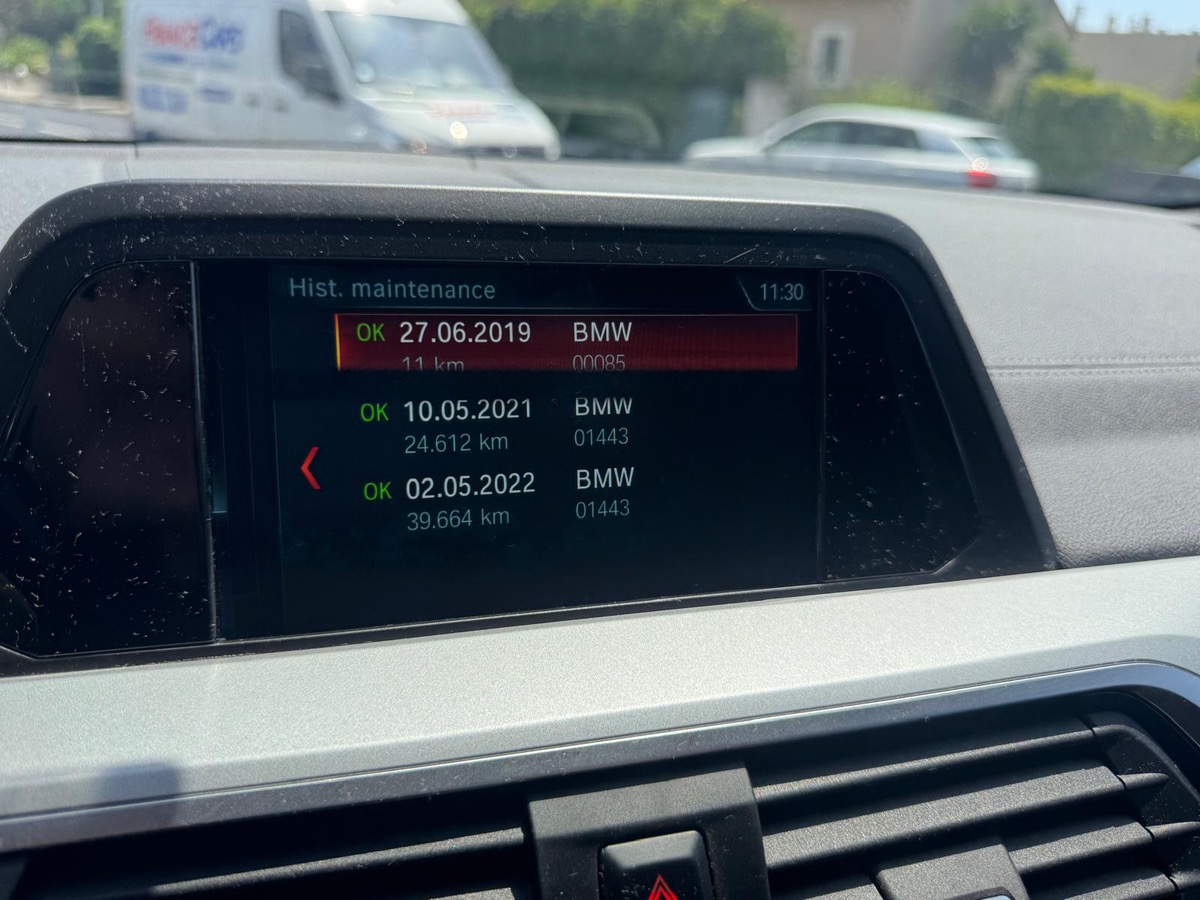 FRANCECARS
Hist. maintenance 11:30
OK 27.06.2019 BMW
11 km 00085
OK 10.05.2021 BMW
24.612 km 01443
OK 02.05.2022 BMW
39.664 km 01443